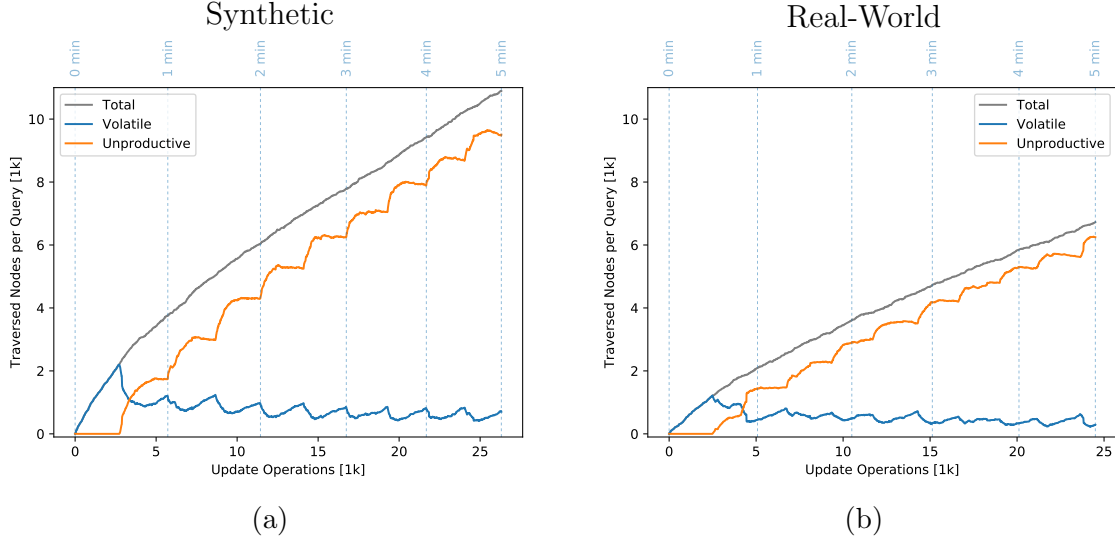 Synthetic
0 min 1 min 2 min 3 min 4 min 5 min
Total
Volatile
Unproductive
Traversed Nodes per Query [1k]
10
8
6
4
2
0
0 5 10 15 20 25
Update Operations [1k]
(a)
Real-World
0 min 1 min 2 min 3 min 4 min 5 min
Total
Volatile
Unproductive
Traversed Nodes per Query [1k]
10
8
6
4
2
0
0 5 10 15 20 25
Update Operations [1k]
(b)